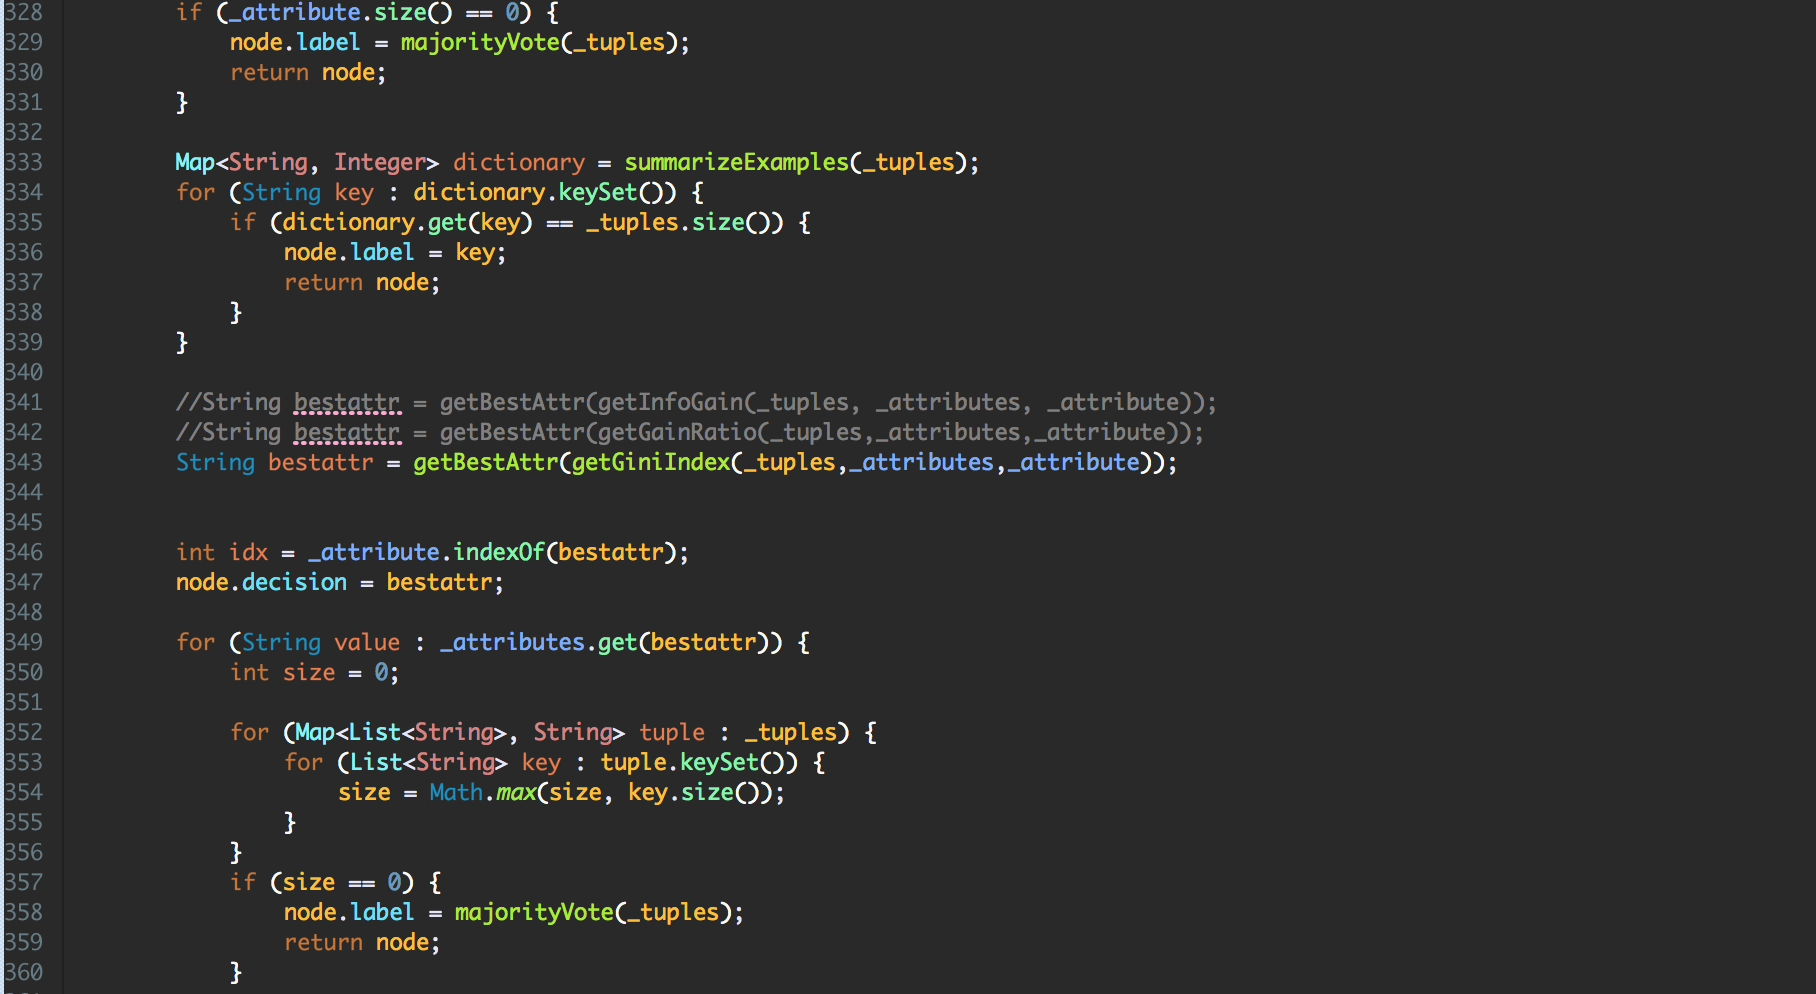 328 if (_attribute.size() == 0) {
329 node.label = majorityVote(_tuples);
330 return node;
331 }
332
333 Map<String, Integer> dictionary = summarizeExamples(_tuples);
334 for (String key : dictionary.keySet()) {
335 if (dictionary.get(key) == _tuples.size()) {
336 node.label = key;
337 return node;
338 }
339 }
340
341 //String bestattr = getBestAttr(getInfoGain(_tuples, _attributes, _attribute));
342 //String bestattr = getBestAttr(getGainRatio(_tuples,_attributes,_attribute));
343 String bestattr = getBestAttr(getGiniIndex(_tuples,_attributes,_attribute));
344
345
346 int idx = _attribute.indexOf(bestattr);
347 node.decision = bestattr;
348
349 for (String value : _attributes.get(bestattr)) {
350 int size = 0;
351
352 for (Map<List<String>, String> tuple : _tuples) {
353 for (List<String> key : tuple.keySet()) {
354 size = Math.max(size, key.size());
355 }
356 }
357 if (size == 0) {
358 node.label = majorityVote(_tuples);
359 return node;
360 }